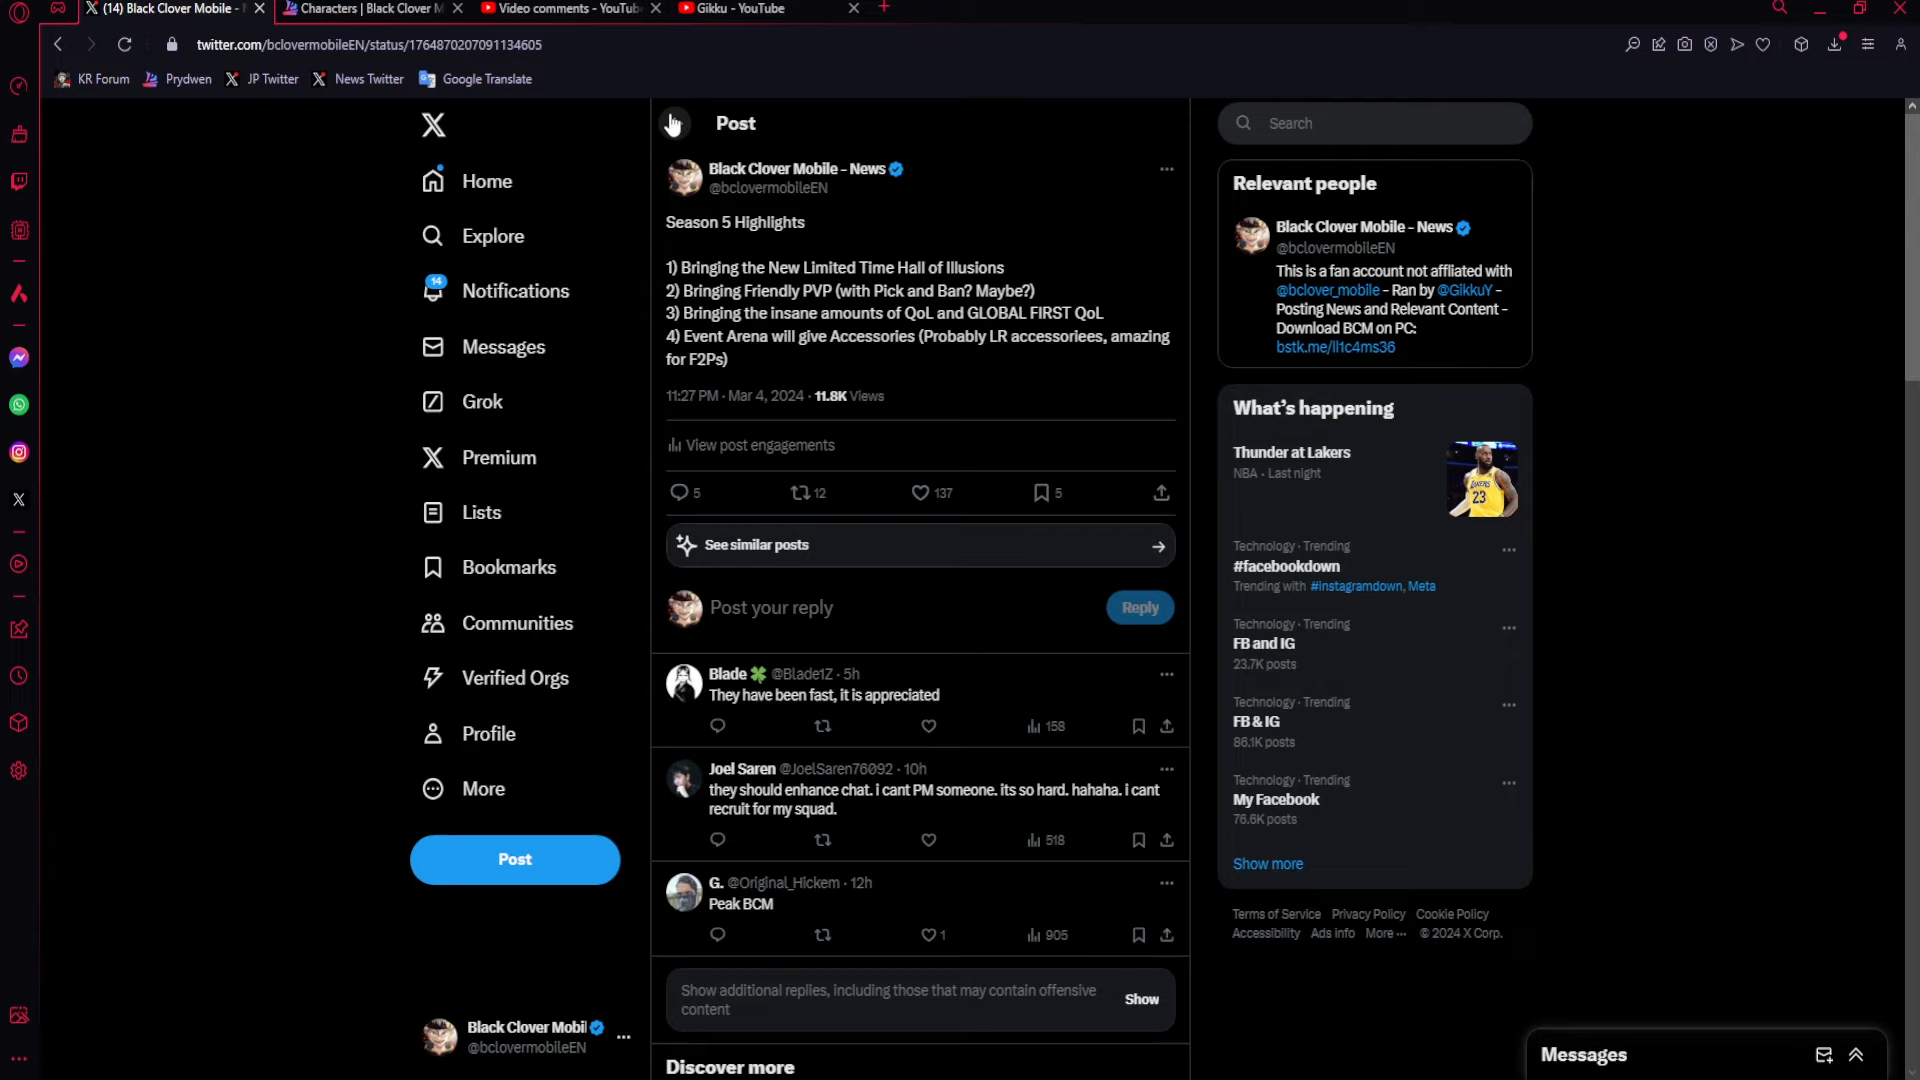 (14) Black Clover Mobile -
Characters | Black Clover M
Video comments - YouTub
Gikku - YouTube
twitter.com/bclovermobileEN/status/1764870207091134605
KR Forum
Prydwen
JP Twitter
News Twitter
Google Translate
Home
Explore
14
Notifications
Messages
Grok
Premium
Lists
Bookmarks
Communities
Verified Orgs
Profile
More
Post
Black Clover Mobil
@bclovermobileEN
Post
Black Clover Mobile - News
@bclovermobileEN
Season 5 Highlights
1) Bringing the New Limited Time Hall of Illusions
2) Bringing Friendly PVP (with Pick and Ban? Maybe?)
3) Bringing the insane amounts of QoL and GLOBAL FIRST QoL
4) Event Arena will give Accessories (Probably LR accessoriees, amazing
for F2Ps)
11:27 PM · Mar 4, 2024 · 11.8K Views
View post engagements
5 12 137 5
See similar posts
Post your reply
Reply
Blade 🍀 @Blade1Z · 5h
They have been fast, it is appreciated
158
Joel Saren @JoelSaren76092 · 10h
they should enhance chat. i cant PM someone. its so hard. hahaha. i cant
recruit for my squad.
518
G. @Original_Hickem · 12h
Peak BCM
1 905
Show additional replies, including those that may contain offensive
content
Show
Discover more
Search
Relevant people
Black Clover Mobile - News
@bclovermobileEN
This is a fan account not affliated with
@bclover_mobile - Ran by @GikkuY -
Posting News and Relevant Content -
Download BCM on PC:
bstk.me/ll1c4ms36
What's happening
Thunder at Lakers
NBA · Last night
LAKERS
23
Technology · Trending
#facebookdown
Trending with #instagramdown, Meta
Technology · Trending
FB and IG
23.7K posts
Technology · Trending
FB & IG
86.1K posts
Technology · Trending
My Facebook
76.6K posts
Show more
Terms of Service Privacy Policy Cookie Policy
Accessibility Ads info More ··· © 2024 X Corp.
Messages